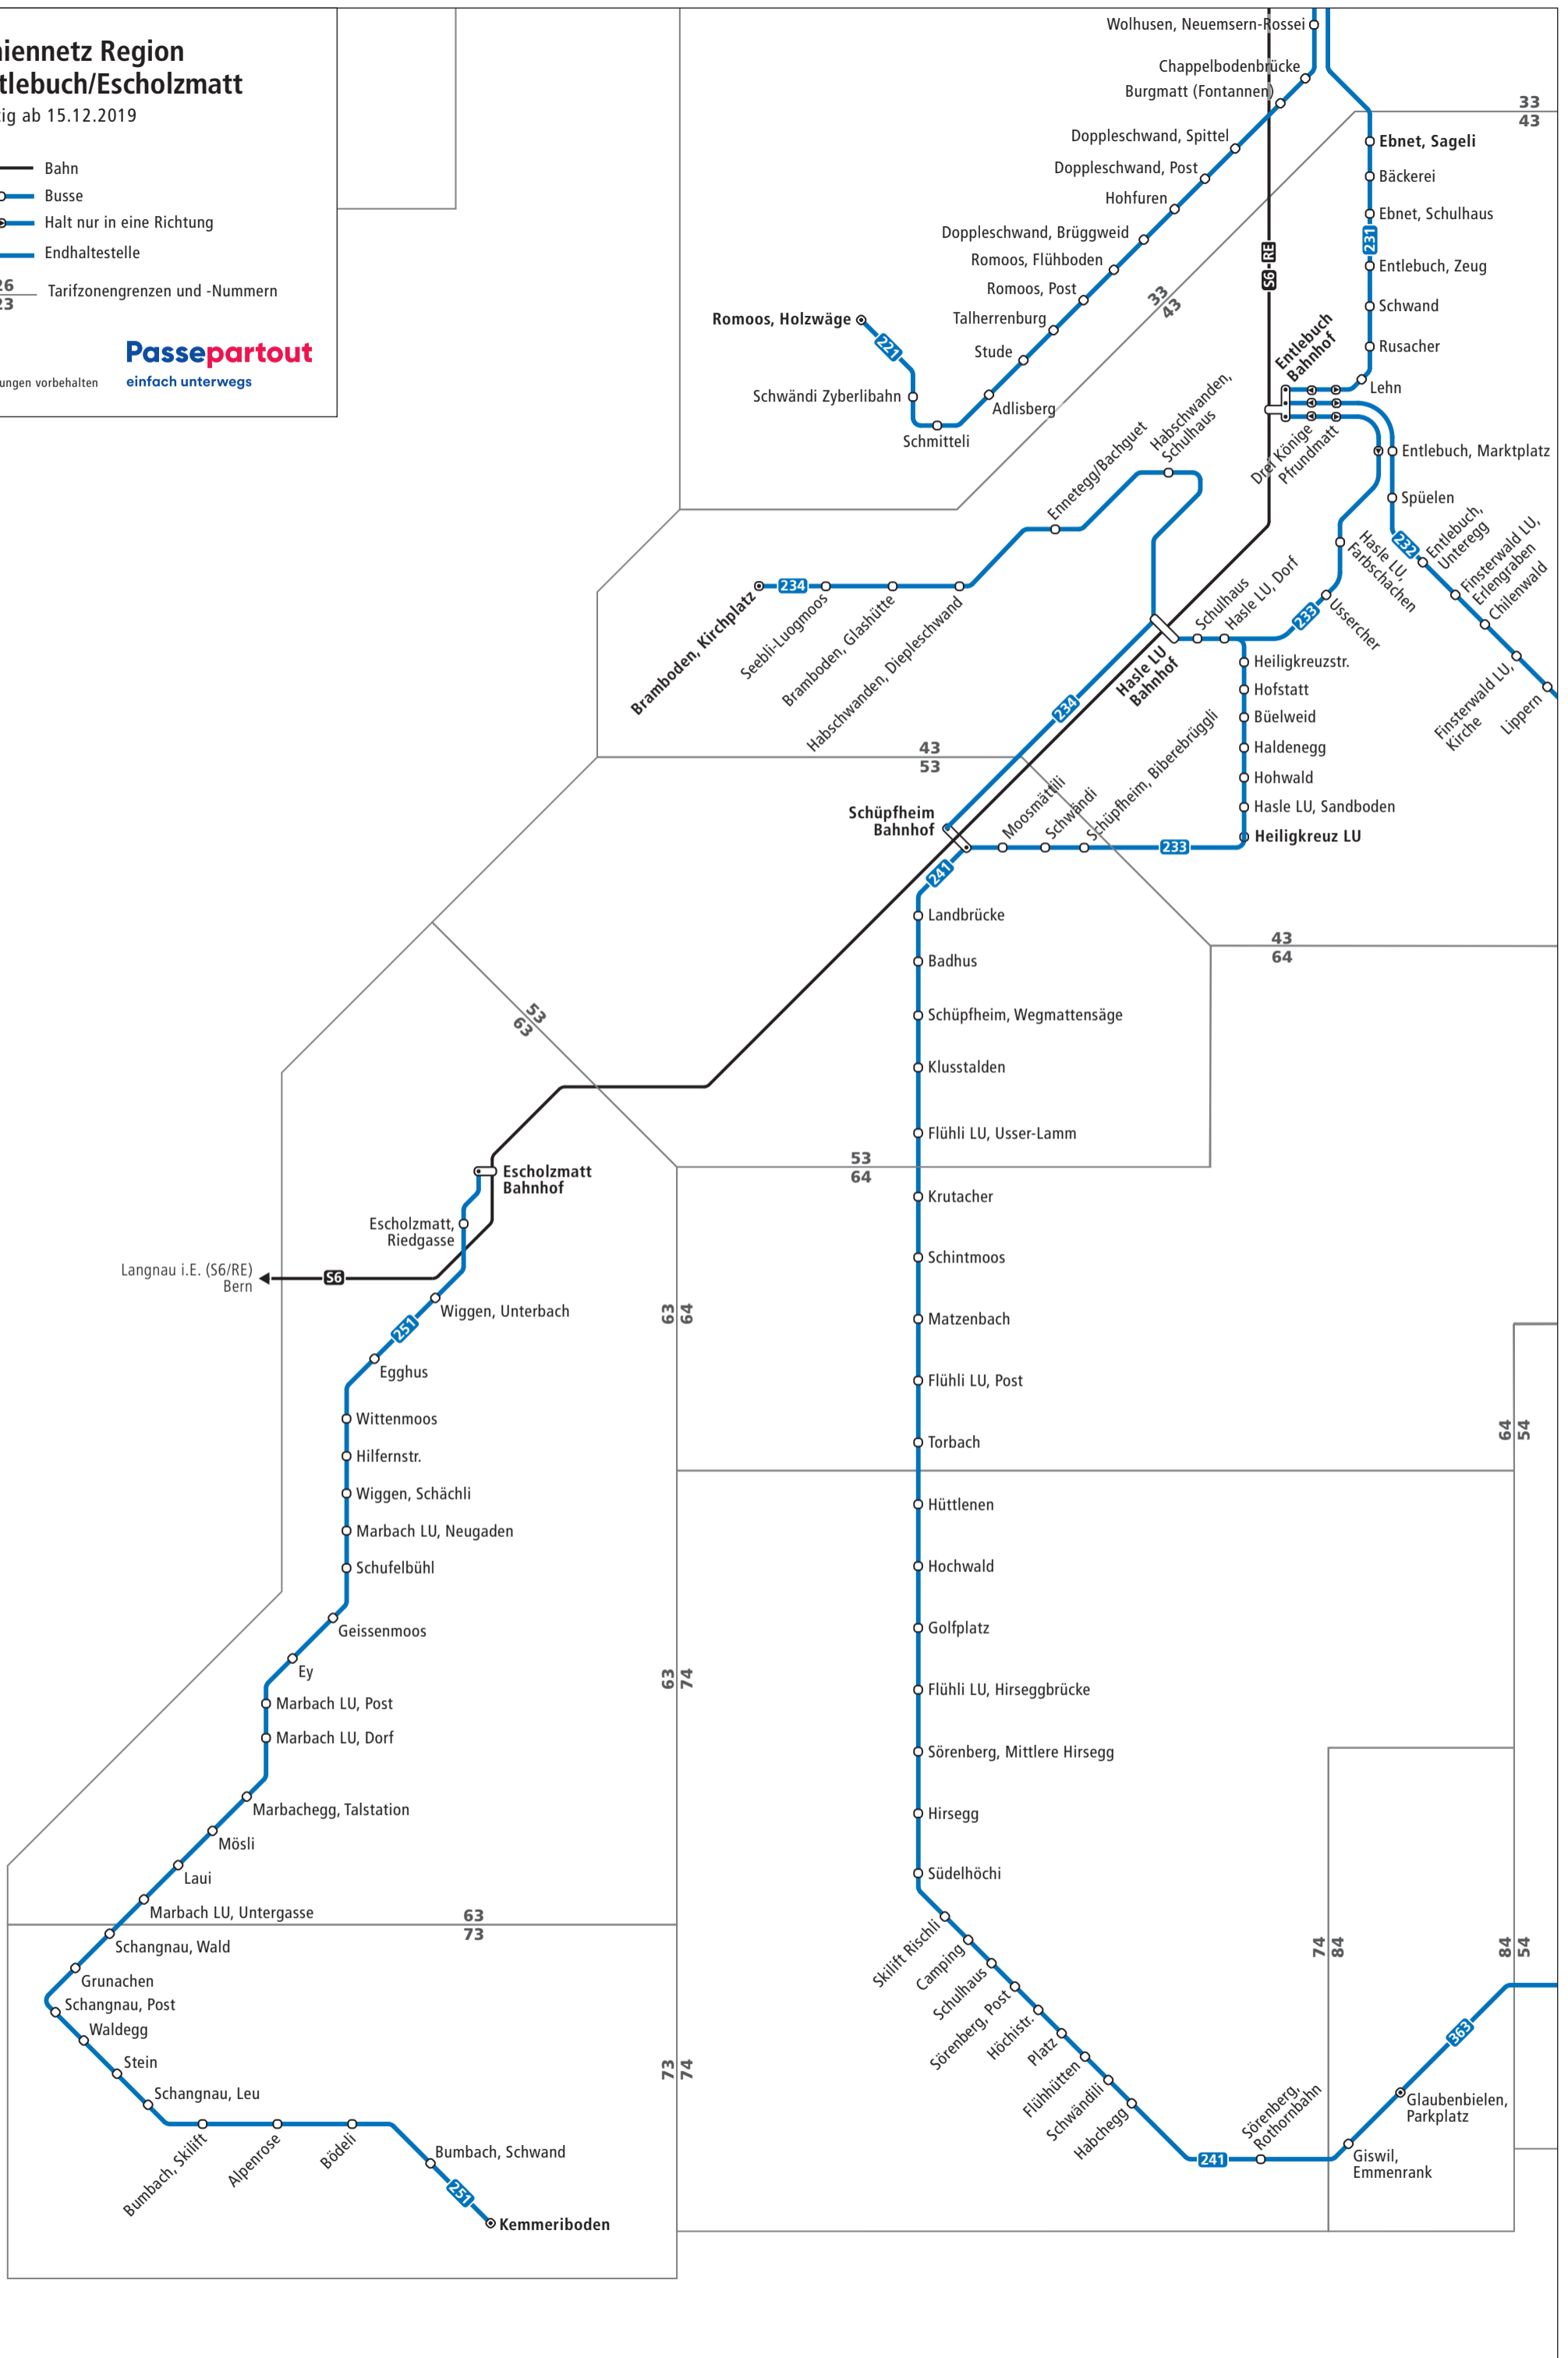 iennetz Region
tlebuch/Escholzmatt
ig ab 15.12.2019
Bahn
Busse
Halt nur in eine Richtung
Endhaltestelle
26
23
Tarifzonengrenzen und -Nummern
Passepartout
einfach unterwegs
ungen vorbehalten
Wolhusen, Neuemsern-Rossei
Chappelbodenbrücke
Burgmatt (Fontannen)
Doppleschwand, Spittel
Doppleschwand, Post
Hohfuren
Doppleschwand, Brüggweid
Romoos, Flühboden
Romoos, Post
Talherrenburg
Stude
Adlisberg
Schmitteli
Schwändi Zyberlibahn
221
Romoos, Holzwäge
33
43
33
43
S6
RE
Ebnet, Sageli
Bäckerei
Ebnet, Schulhaus
231
Entlebuch, Zeug
Schwand
Rusacher
Lehn
Entlebuch
Bahnhof
Drei Könige
Pfrundmatt
Entlebuch, Marktplatz
Spüelen
232
Entlebuch,
Unteregg
Finsterwald LU,
Erlengraben
Chilenwald
Finsterwald LU,
Kirche
Lippern
Hasle LU,
Farbschachen
Ussercher
233
Hasle LU, Dorf
Schulhaus
Hasle LU
Bahnhof
Habschwanden,
Schulhaus
Ennetegg/Bachguet
Habschwanden, Diepleschwand
Bramboden, Glashütte
Seebli-Luogmoos
234
Bramboden, Kirchplatz
234
43
53
Heiligkreuzstr.
Hofstatt
Büelweid
Haldenegg
Hohwald
Hasle LU, Sandboden
Heiligkreuz LU
233
Schüpfheim, Biberebrüggli
Schwändi
Moosmättili
Schüpfheim
Bahnhof
241
Landbrücke
Badhus
Schüpfheim, Wegmattensäge
Klusstalden
Flühli LU, Usser-Lamm
43
64
53
63
53
64
Krutacher
Schintmoos
Matzenbach
Flühli LU, Post
Torbach
Hüttlenen
Hochwald
Golfplatz
Flühli LU, Hirseggbrücke
Sörenberg, Mittlere Hirsegg
Hirsegg
Südelhöchi
Skilift Rischli
Camping
Schulhaus
Sörenberg, Post
Höchistr.
Platz
Flühhütten
Schwändili
Habchegg
241
Sörenberg,
Rothornbahn
Giswil,
Emmenrank
Glaubenbielen,
Parkplatz
363
64
54
74
84
84
54
63
64
63
74
73
74
Escholzmatt
Bahnhof
Escholzmatt,
Riedgasse
Langnau i.E. (S6/RE)
Bern
S6
Wiggen, Unterbach
251
Egghus
Wittenmoos
Hilfernstr.
Wiggen, Schächli
Marbach LU, Neugaden
Schufelbühl
Geissenmoos
Ey
Marbach LU, Post
Marbach LU, Dorf
Marbachegg, Talstation
Mösli
Laui
Marbach LU, Untergasse
63
73
Schangnau, Wald
Grunachen
Schangnau, Post
Waldegg
Stein
Schangnau, Leu
Bumbach, Skilift
Alpenrose
Bödeli
Bumbach, Schwand
251
Kemmeriboden